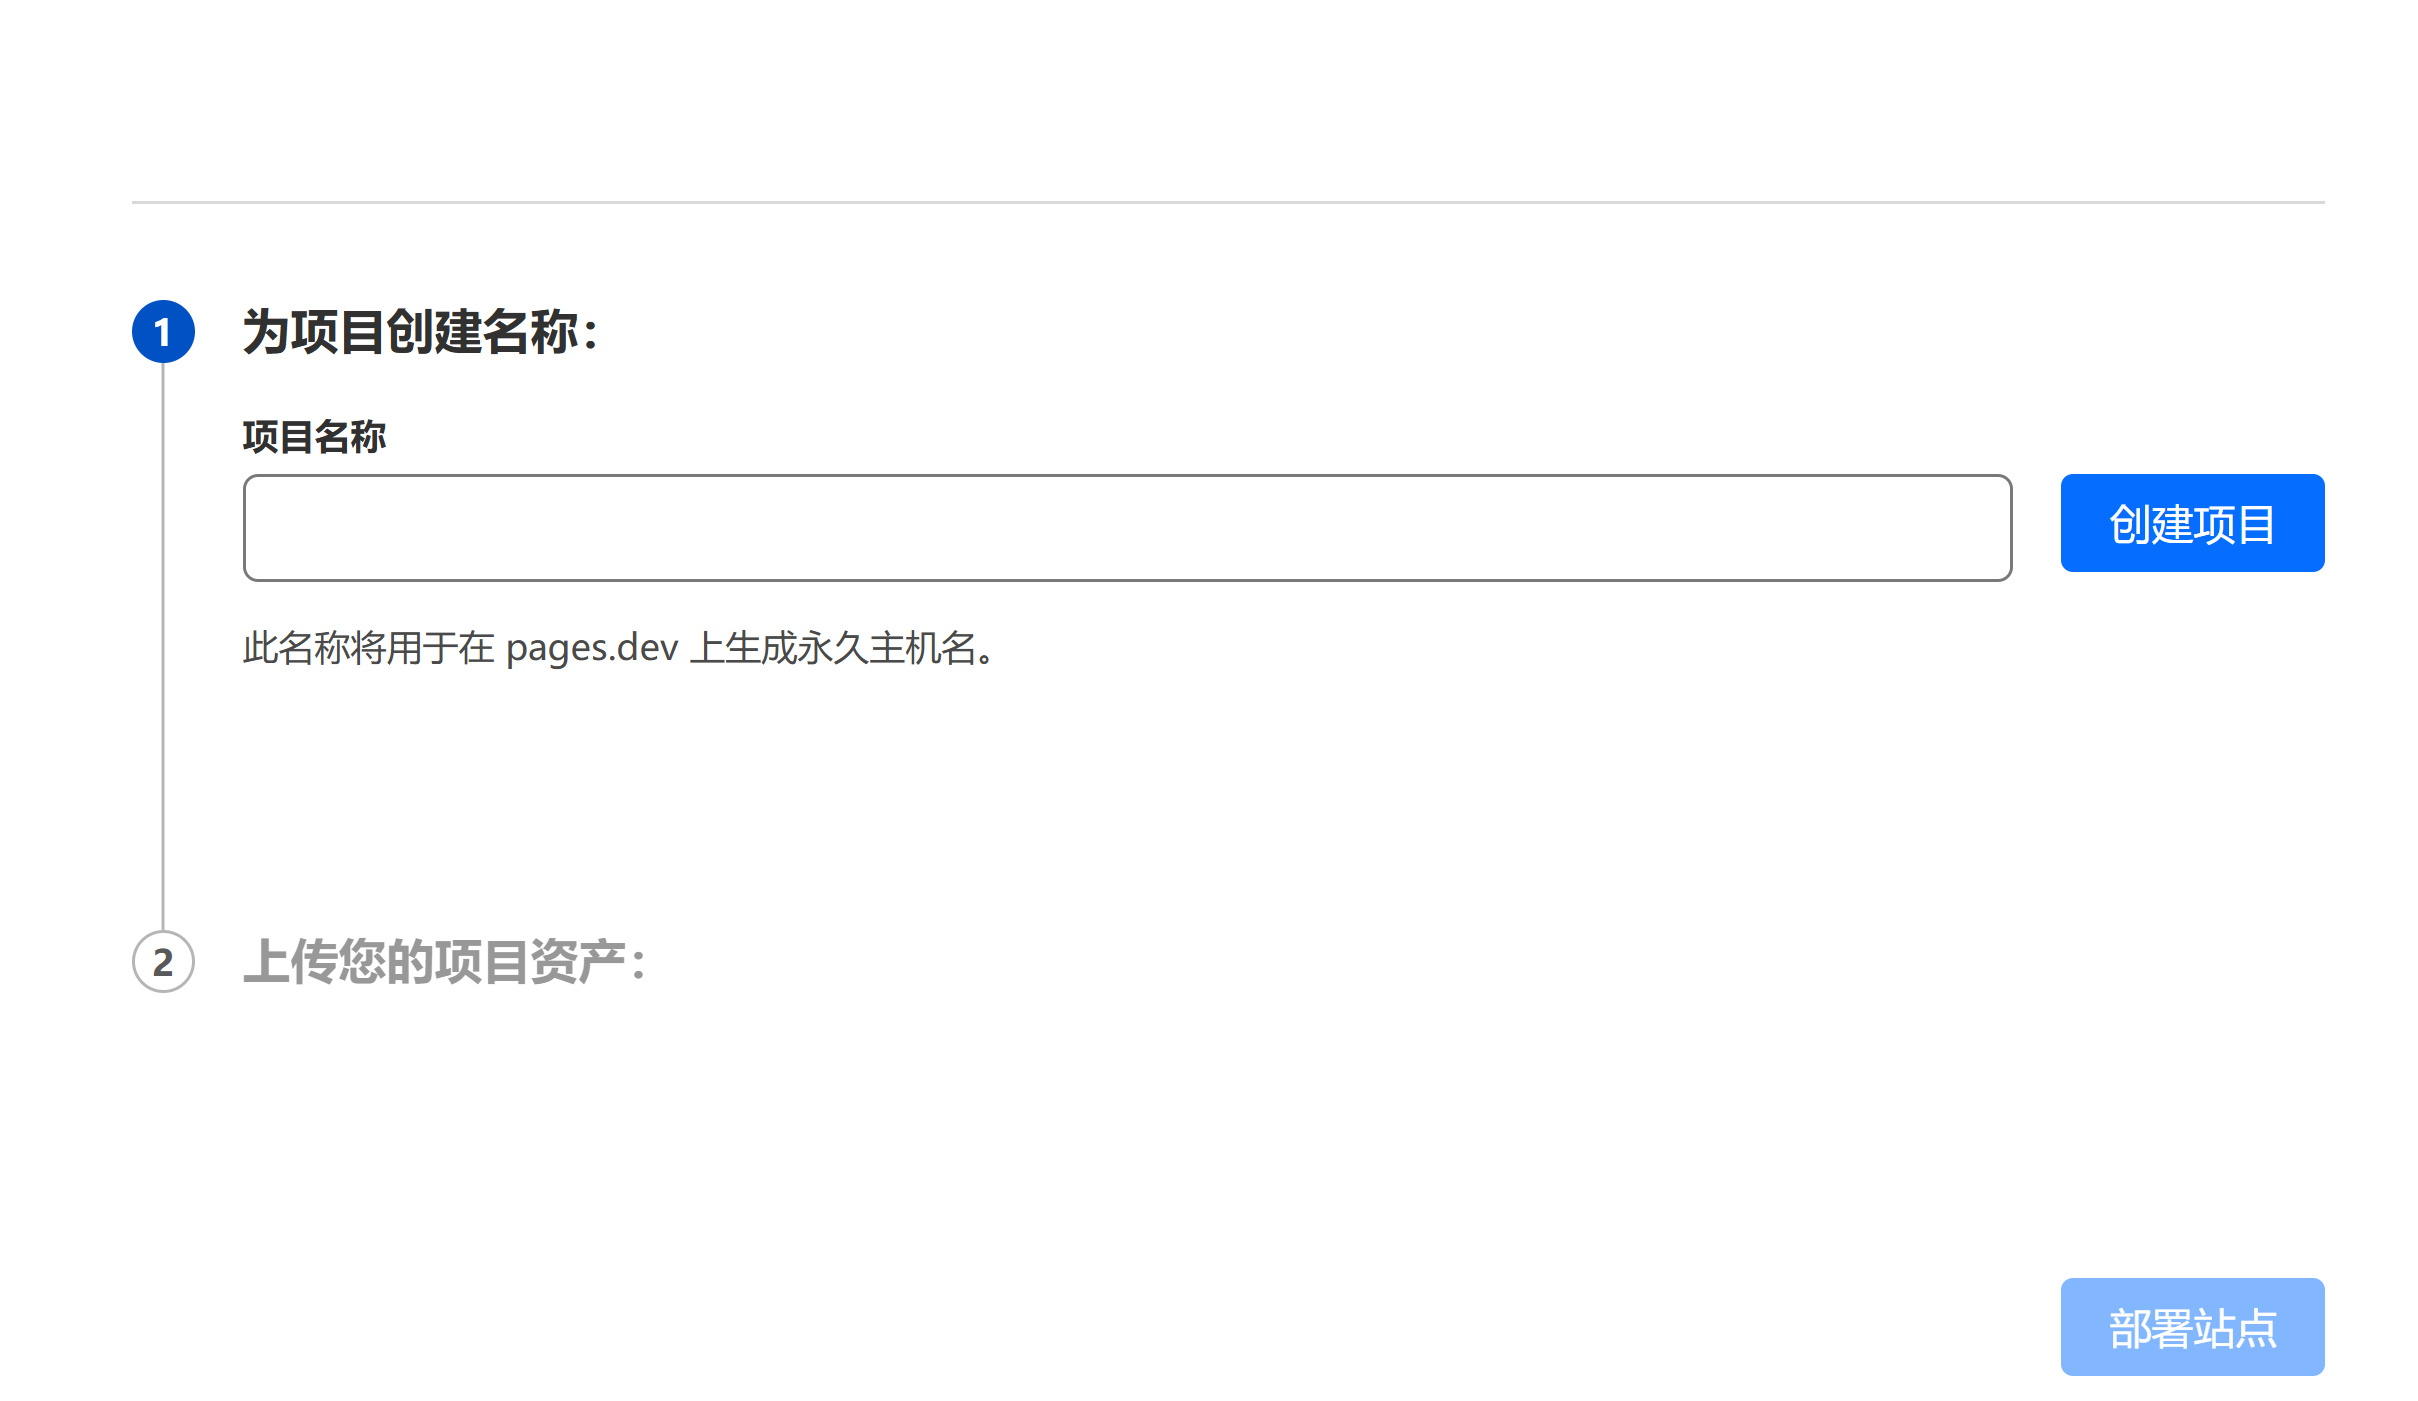 1
为项目创建名称：
项目名称
创建项目
此名称将用于在 pages.dev 上生成永久主机名。
2
上传您的项目资产：
部署站点